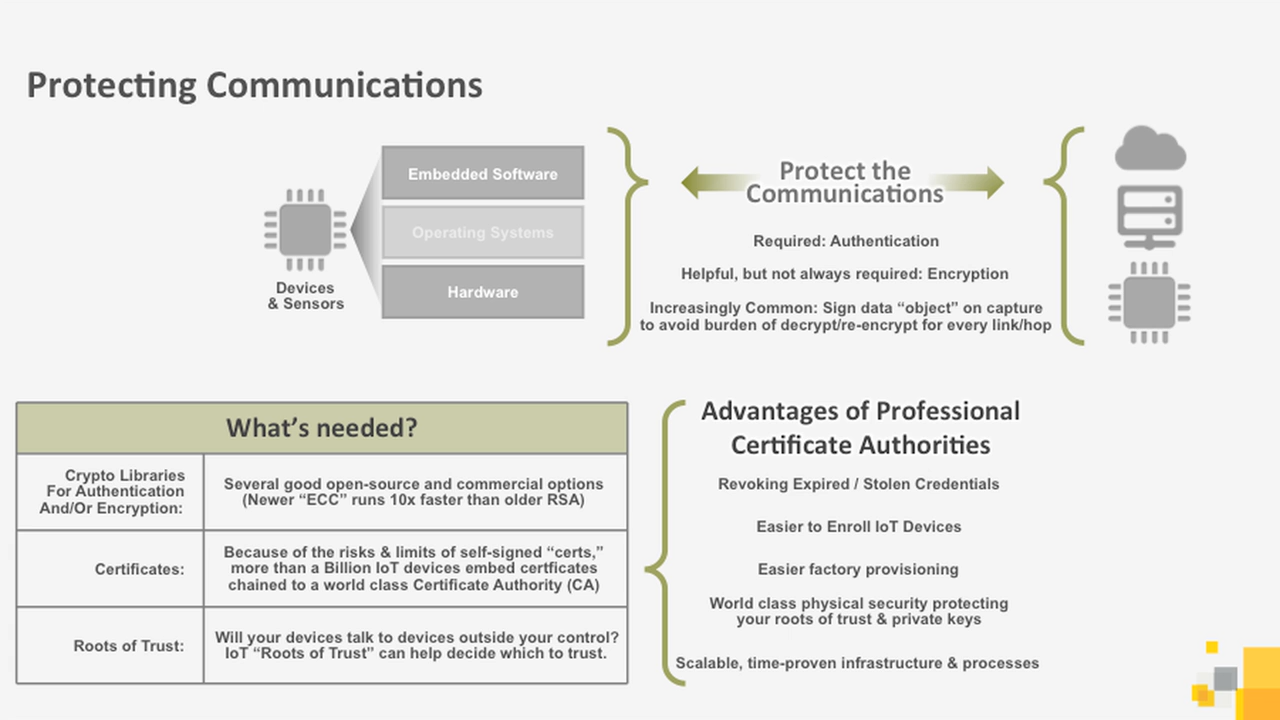 Protecting Communications
Embedded Software
Operating Systems
Hardware
Devices
& Sensors
Protect the
Communications
Required: Authentication
Helpful, but not always required: Encryption
Increasingly Common: Sign data “object” on capture
to avoid burden of decrypt/re-encrypt for every link/hop
What’s needed?
Crypto Libraries
For Authentication
And/Or Encryption:
Several good open-source and commercial options
(Newer “ECC” runs 10x faster than older RSA)
Certificates:
Because of the risks & limits of self-signed “certs,”
more than a Billion IoT devices embed certficates
chained to a world class Certificate Authority (CA)
Roots of Trust:
Will your devices talk to devices outside your control?
IoT “Roots of Trust” can help decide which to trust.
Advantages of Professional
Certificate Authorities
Revoking Expired / Stolen Credentials
Easier to Enroll IoT Devices
Easier factory provisioning
World class physical security protecting
your roots of trust & private keys
Scalable, time-proven infrastructure & processes